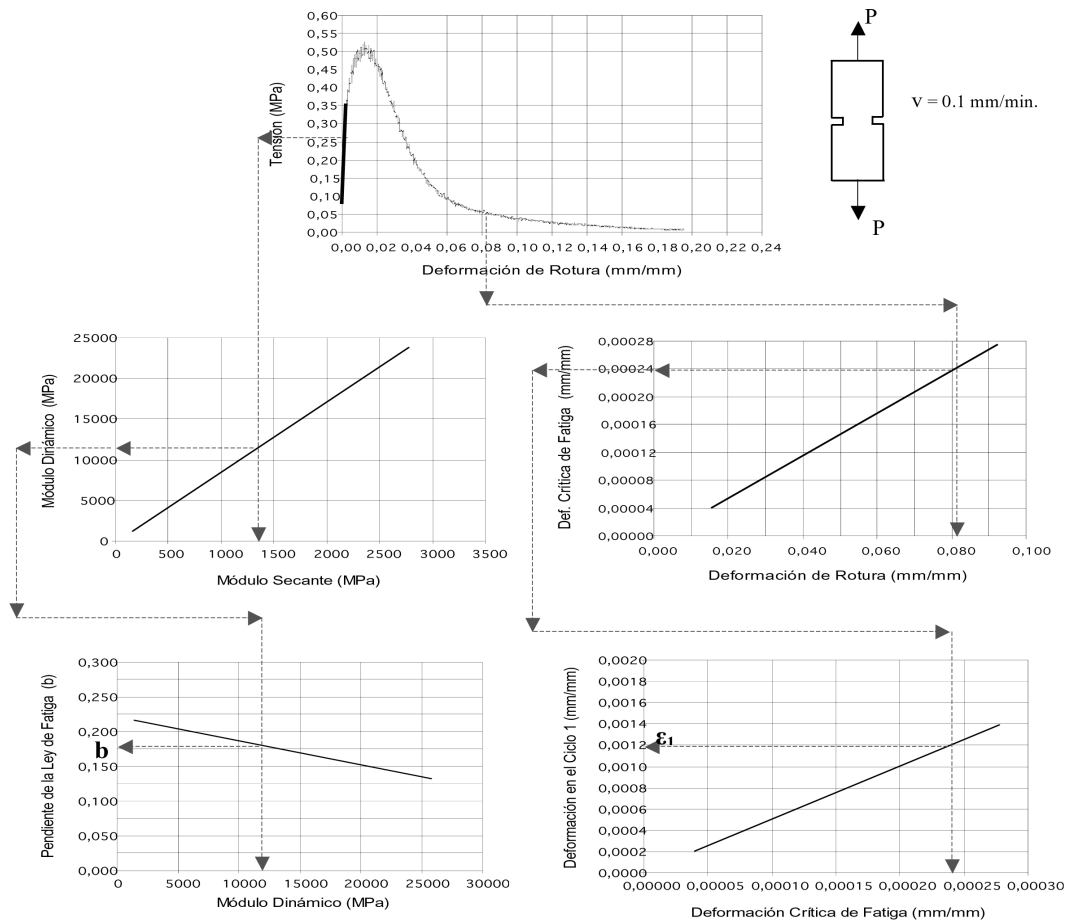 0,60
0,55
0,50
0,45
0,40
0,35
0,30
0,25
0,20
0,15
0,10
0,05
0,00
Tensión (MPa)
0,00 0,02 0,04 0,06 0,08 0,10 0,12 0,14 0,16 0,18 0,20 0,22 0,24
Deformación de Rotura (mm/mm)
P
v = 0.1 mm/min.
P
25000
20000
15000
10000
5000
0
Módulo Dinámico (MPa)
0 500 1000 1500 2000 2500 3000 3500
Módulo Secante (MPa)
0,00028
0,00024
0,00020
0,00016
0,00012
0,00008
0,00004
0,00000
Def. Crítica de Fatiga (mm/mm)
0,000 0,020 0,040 0,060 0,080 0,100
Deformación de Rotura (mm/mm)
0,300
0,250
0,200
b
0,150
0,100
0,050
0,000
Pendiente de la Ley de Fatiga (b)
0 5000 10000 15000 20000 25000 30000
Módulo Dinámico (MPa)
0,0020
0,0018
0,0016
0,0014
ε₁
0,0012
0,0010
0,0008
0,0006
0,0004
0,0002
Deformación en el Ciclo 1 (mm/mm)
0,00000 0,00005 0,00010 0,00015 0,00020 0,00025 0,00030
Deformación Crítica de Fatiga (mm/mm)